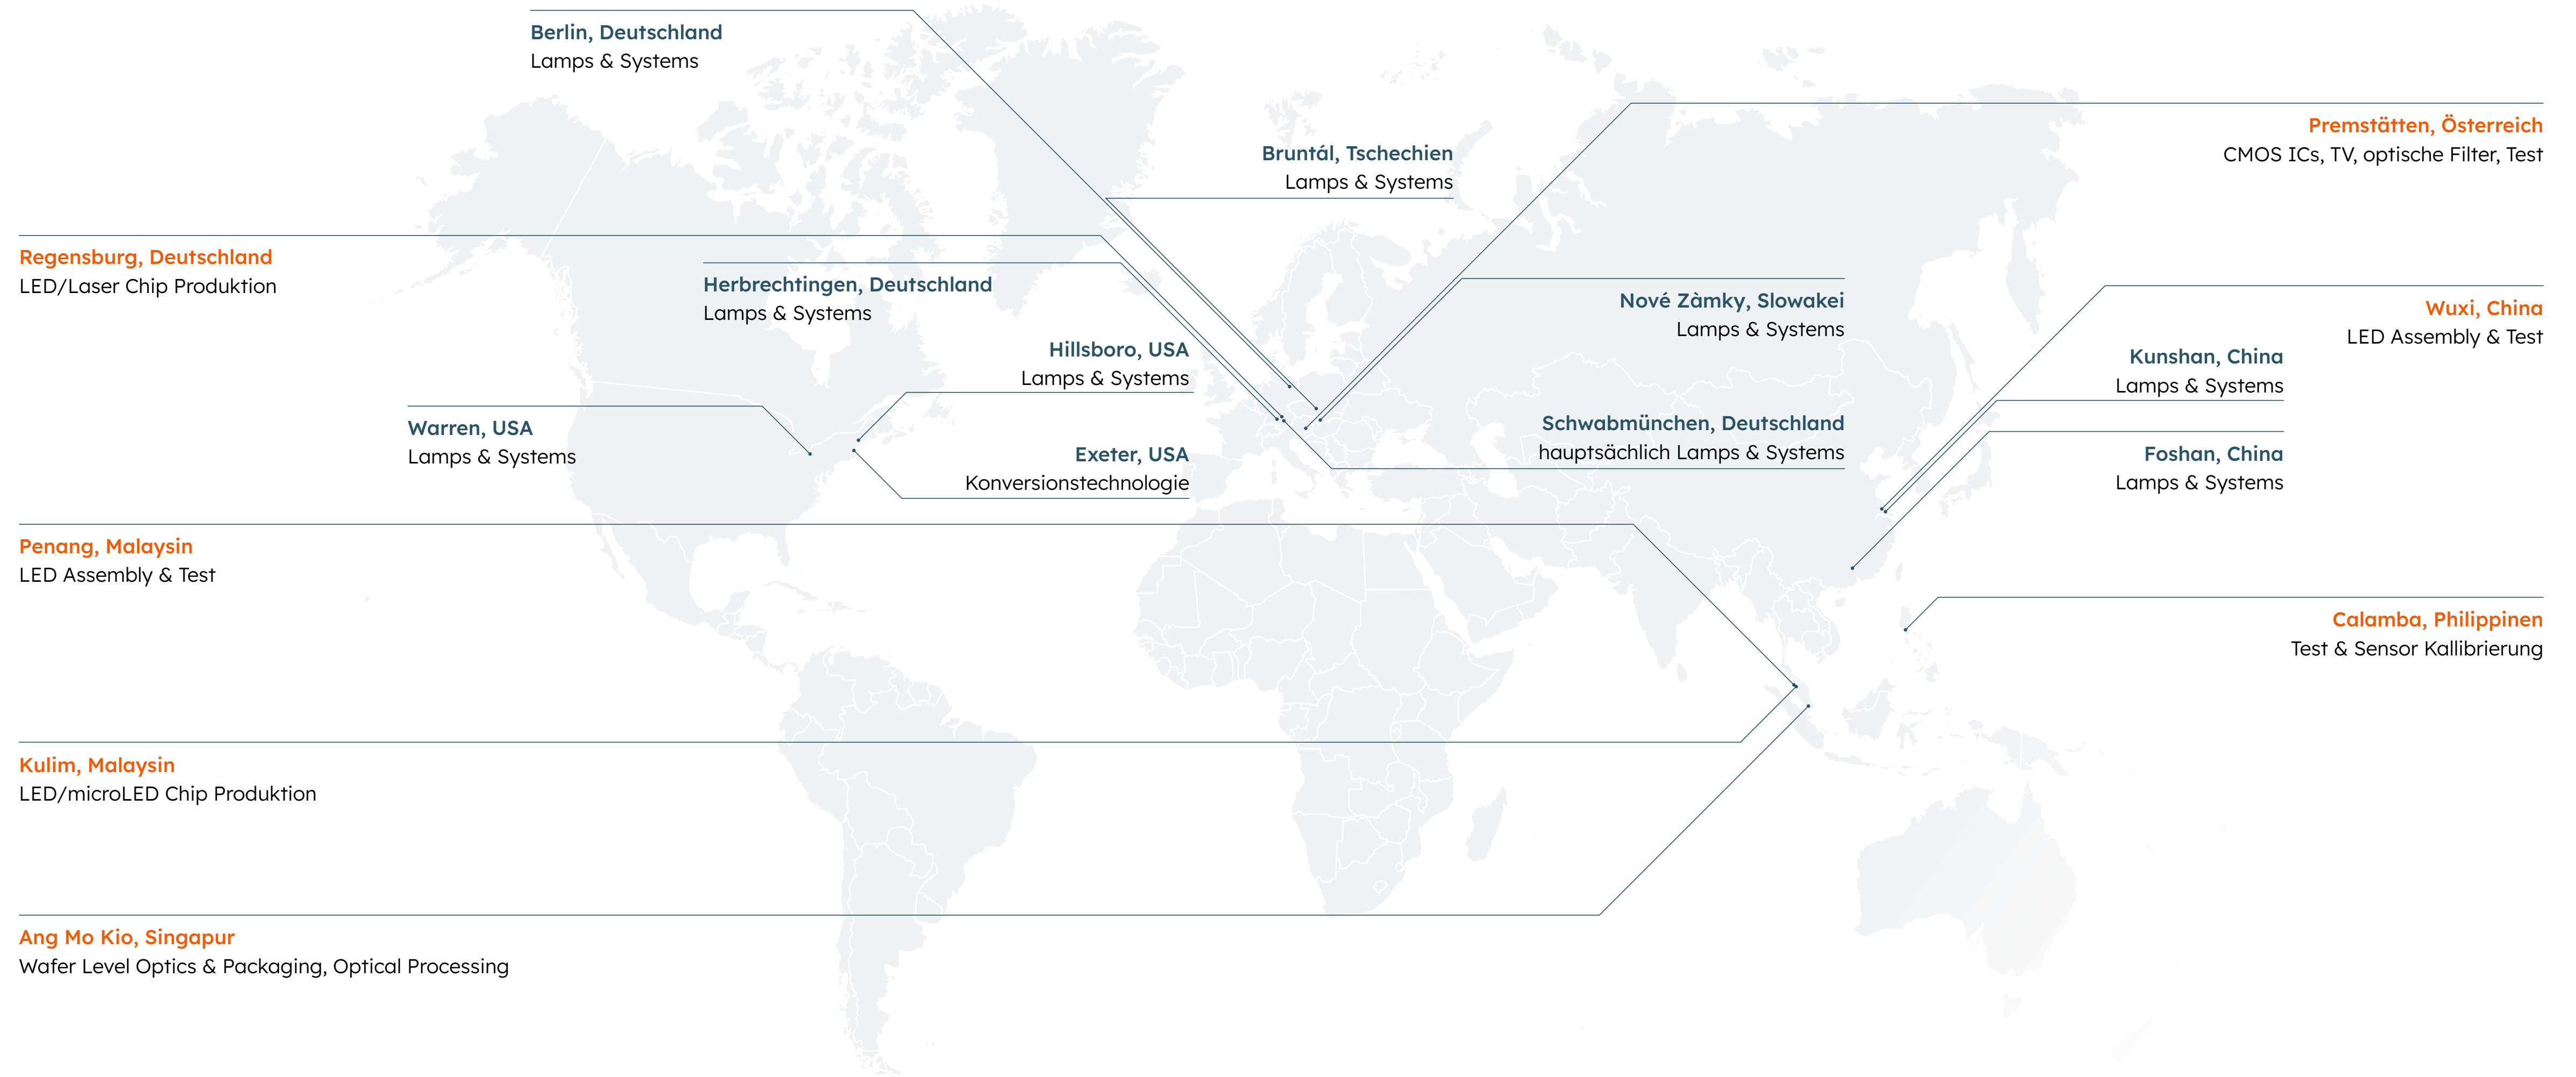 Berlin, Deutschland
Lamps & Systems
Premstätten, Österreich
CMOS ICs, TV, optische Filter, Test
Bruntál, Tschechien
Lamps & Systems
Regensburg, Deutschland
LED/Laser Chip Produktion
Herbrechtingen, Deutschland
Lamps & Systems
Nové Zàmky, Slowakei
Lamps & Systems
Wuxi, China
LED Assembly & Test
Hillsboro, USA
Lamps & Systems
Kunshan, China
Lamps & Systems
Warren, USA
Lamps & Systems
Schwabmünchen, Deutschland
hauptsächlich Lamps & Systems
Exeter, USA
Konversionstechnologie
Foshan, China
Lamps & Systems
Penang, Malaysin
LED Assembly & Test
Calamba, Philippinen
Test & Sensor Kallibrierung
Kulim, Malaysin
LED/microLED Chip Produktion
Ang Mo Kio, Singapur
Wafer Level Optics & Packaging, Optical Processing